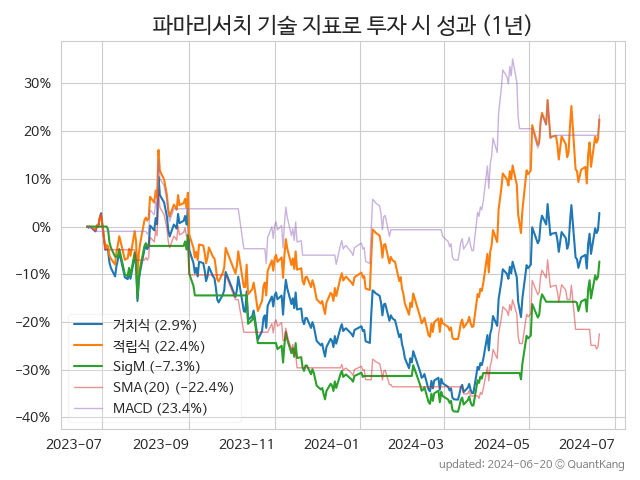 파마리서치 기술 지표로 투자 시 성과 (1년)
30%
20%
10%
0%
−10%
−20%
−30%
−40%
거치식 (2.9%)
적립식 (22.4%)
SigM (−7.3%)
SMA(20) (−22.4%)
MACD (23.4%)
2023-07 2023-09 2023-11 2024-01 2024-03 2024-05 2024-07
updated: 2024-06-20 © QuantKang